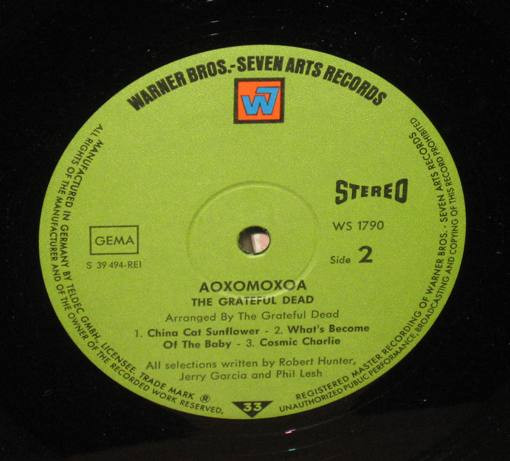 WARNER BROS.-SEVEN ARTS RECORDS
W7
STEREO
WS 1790
Side 2
GEMA
S 39 494-REI
AOXOMOXOA
THE GRATEFUL DEAD
Arranged By The Grateful Dead
1. China Cat Sunflower - 2. What's Become
Of The Baby - 3. Cosmic Charlie
All selections written by Robert Hunter,
Jerry Garcia and Phil Lesh
33
MANUFACTURED IN GERMANY BY TELDEC GMBH. LICENSEE. TRADE MARK ®
ALL RIGHTS OF THE MANUFACTURER AND OF THE OWNER OF THE RECORDED WORK RESERVED,
REGISTERED MASTER RECORDING OF WARNER BROS. - SEVEN ARTS RECORDS
UNAUTHORIZED PUBLIC PERFORMANCE, BROADCASTING AND COPYING OF THIS RECORD PROHIBITED